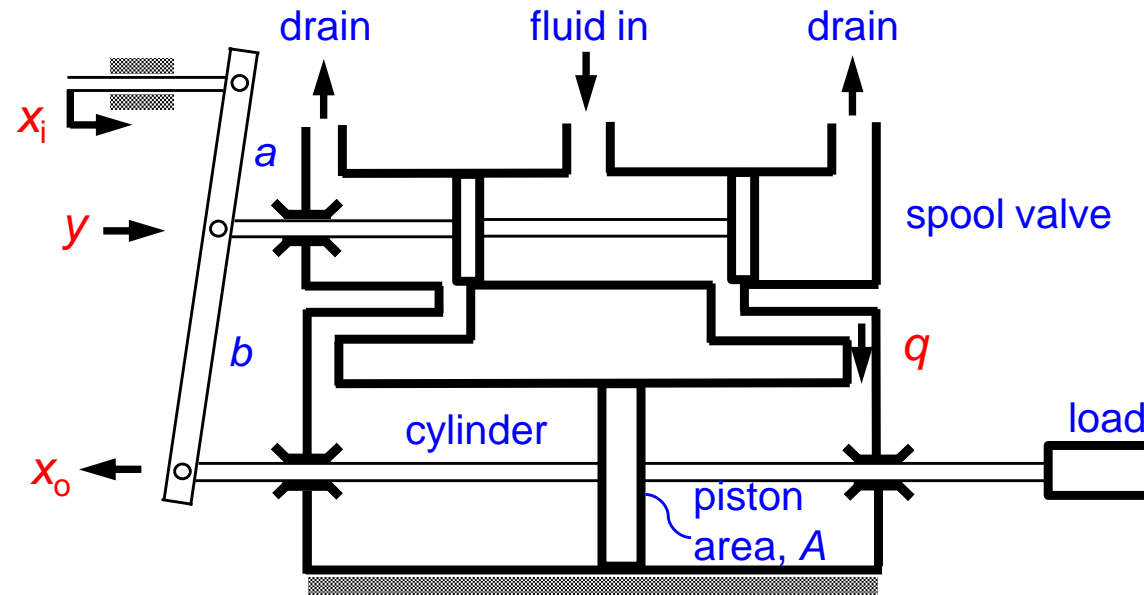 drain
fluid in
drain
xi
a
y
spool valve
b
q
cylinder
load
xo
piston
area, A